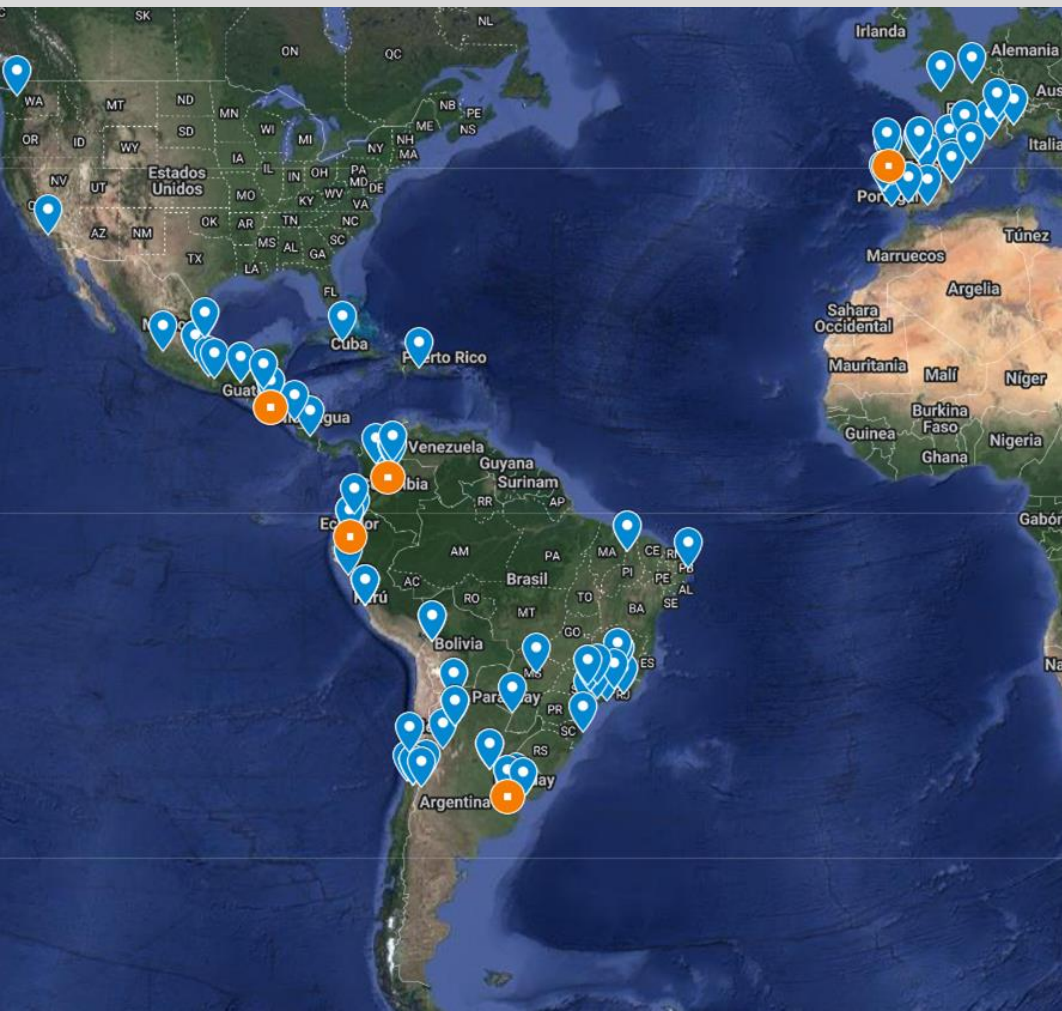 SK
NL
ON
QC
Irlanda
Alemania
WA
MT
ND
MN
NB
PE
Aus
OR
ID
WY
SD
WI
MI
ME
NS
NH
NY
MA
Italia
IA
NV
UT
Estados
Unidos
IL
IN
OH
PA
MD
DE
MO
KY
WV
VA
AZ
NM
OK
AR
TN
NC
MS
AL
GA
SC
TX
LA
FL
Túnez
Marruecos
Argelia
Sahara
Occidental
Cuba
Mauritania
Malí
Níger
Burkina
Faso
Guinea
Nigeria
Ghana
Venezuela
Guyana
Surinam
RR
AP
Gabón
AM
PA
MA
CE
PI
PB
PE
AL
SE
AC
Brasil
TO
RO
MT
BA
GO
Bolivia
ES
MS
RJ
PR
SC
RS
Argentina